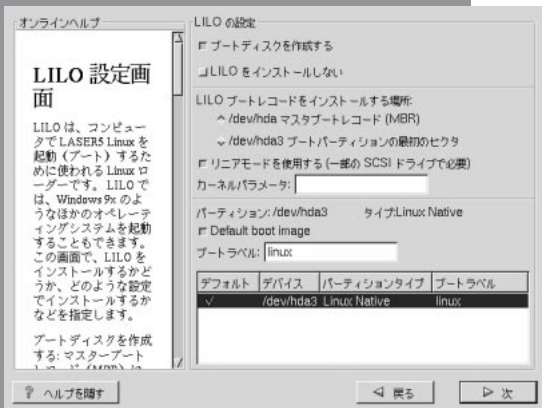 オンラインヘルプ
LILO 設定画
面
LILO は、コンピュー
タで LASER5 Linux を
起動（ブート）するた
めに使われる Linux ロ
ーダーです。 LILO で
は、Windows 9x のよ
うなほかのオペレーテ
ィングシステムを起動
することもできます。
この画面で、LILO を
インストールするかど
うか、どのような設定
でインストールするか
などを指定します。
ブートディスクを作成
する: マスターブート
レコード (MBR) に
LILO の設定
ブートディスクを作成する
LILO をインストールしない
LILO ブートレコードをインストールする場所:
/dev/hda マスタブートレコード (MBR)
/dev/hda3 ブートパーティションの最初のセクタ
リニアモードを使用する (一部の SCSI ドライブで必要)
カーネルパラメータ:
パーティション: /dev/hda3 タイプ:Linux Native
Default boot image
ブートラベル: linux
デフォルト デバイス パーティションタイプ ブートラベル
√ /dev/hda3 Linux Native linux
? ヘルプを隠す
戻る
次